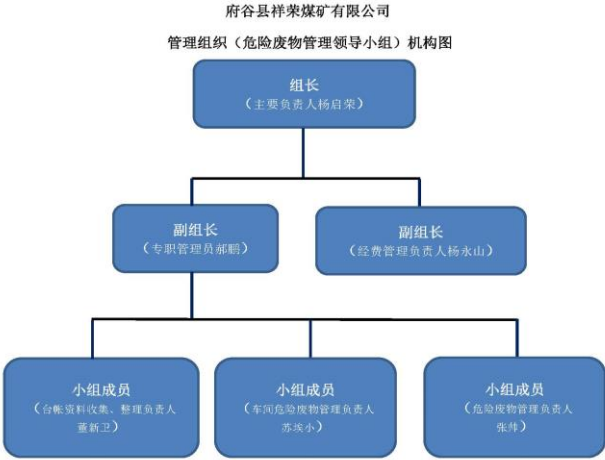 府谷县祥荣煤矿有限公司
管理组织（危险废物管理领导小组）机构图
组长
（主要负责人杨启荣）
副组长
（专职管理员郝鹏）
副组长
（经费管理负责人杨永山）
小组成员
（台帐资料收集、整理负责人
董新卫）
小组成员
（车间危险废物管理负责人
苏埃小）
小组成员
（危险废物管理负责人
张帅）